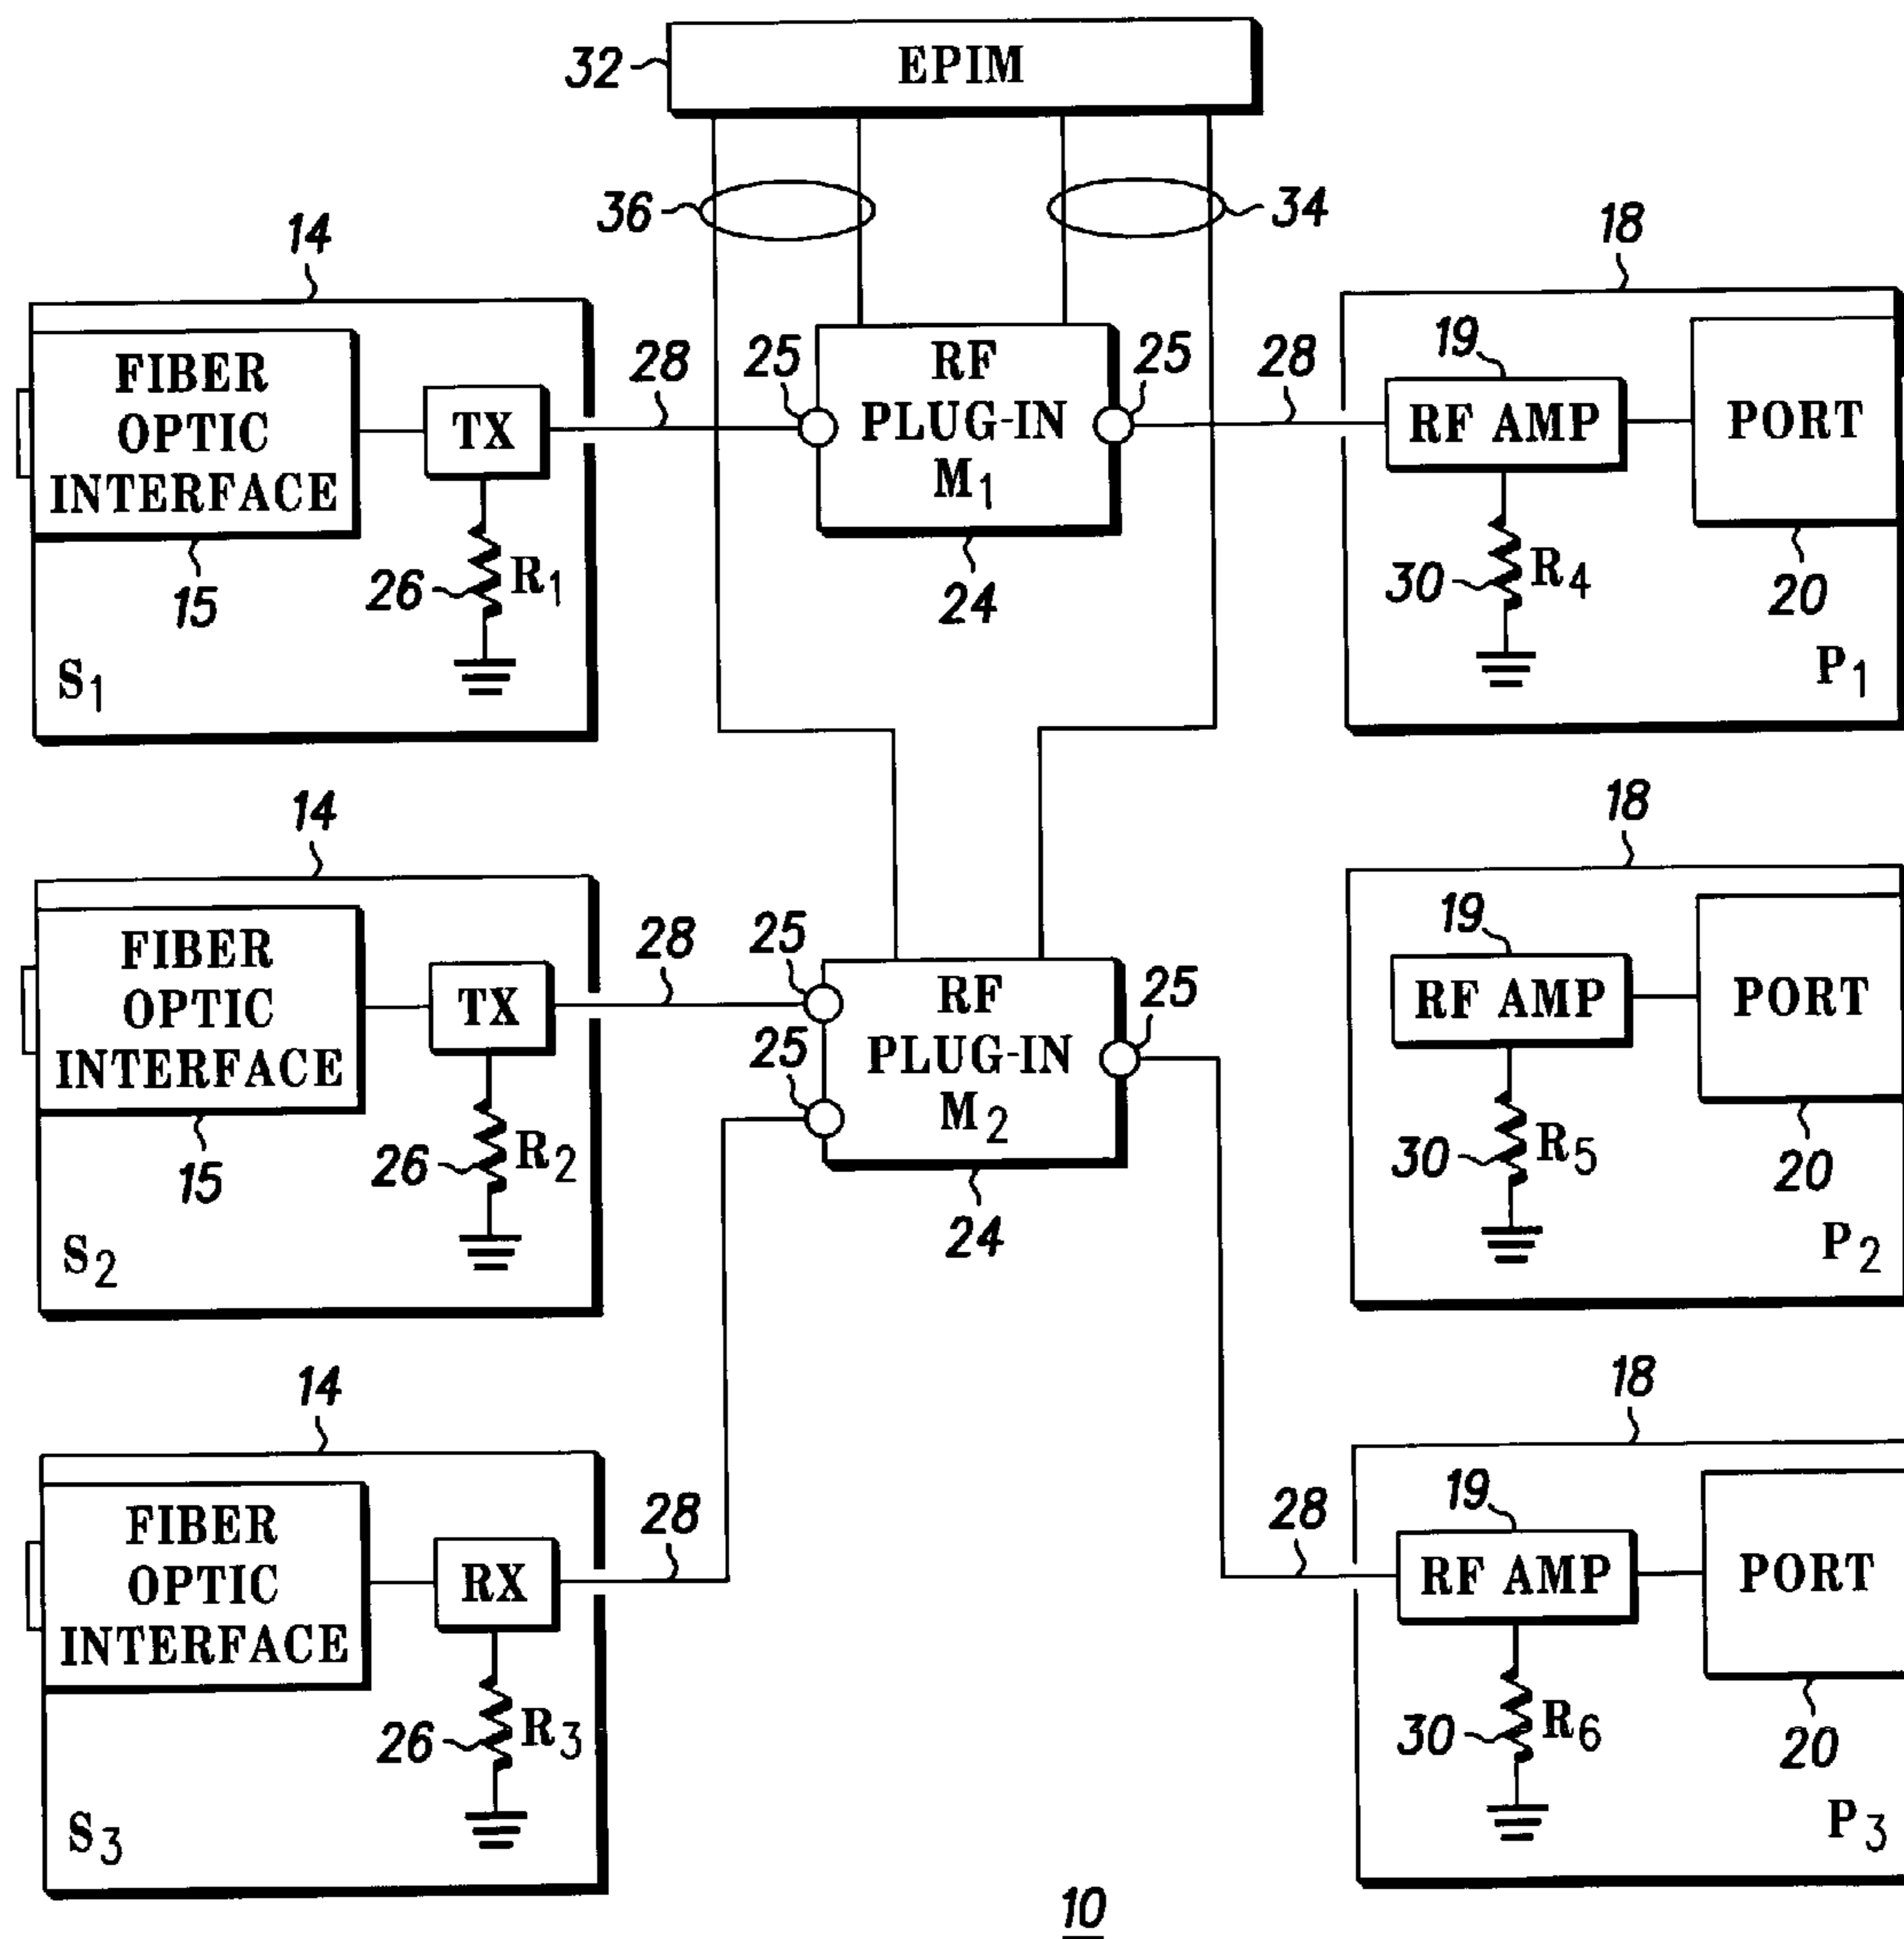 32
EPIM
36
34
14
18
FIBER
OPTIC
INTERFACE
TX
28
25
RF
PLUG-IN
M1
25
28
19
RF AMP
PORT
15
26
R1
24
30
R4
20
S1
P1
14
18
FIBER
OPTIC
INTERFACE
TX
28
25
25
RF
PLUG-IN
M2
25
19
RF AMP
PORT
15
26
R2
24
30
R5
20
S2
P2
14
18
FIBER
OPTIC
INTERFACE
RX
28
28
19
RF AMP
PORT
26
R3
30
R6
20
S3
P3
10